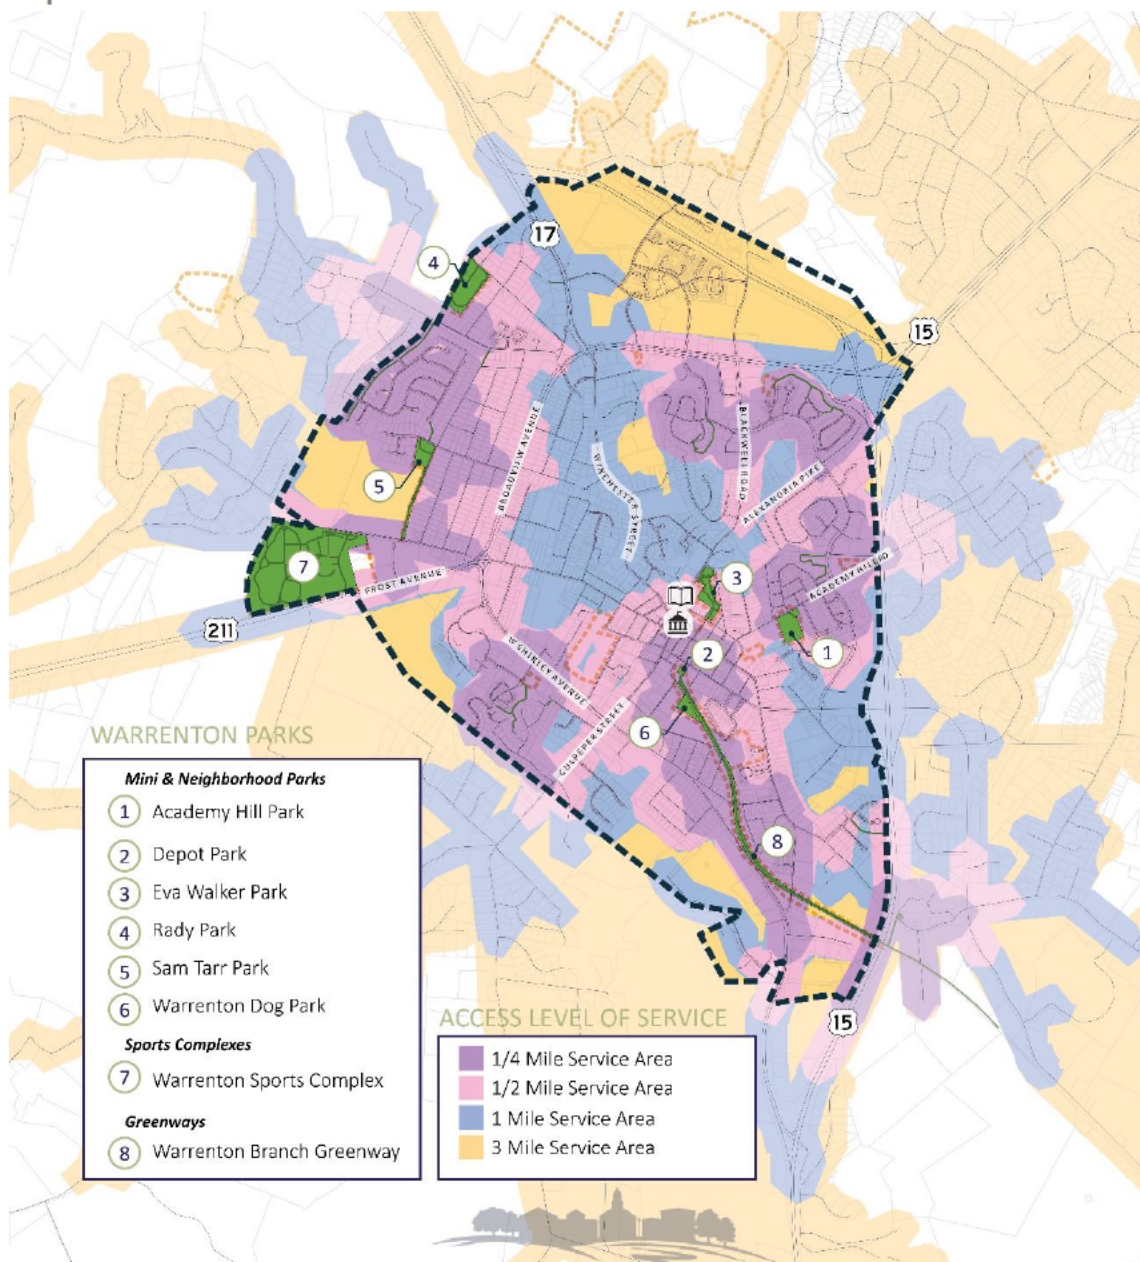 17
4
15
BROADVIEW AVENUE
WINCHESTER STREET
BLACKWELL ROAD
ALEXANDRIA PIKE
5
7
FROST AVENUE
3
ACADEMY HILL RD
211
2
1
W SHIRLEY AVENUE
CULPEPER STREET
6
8
15
WARRENTON PARKS
Mini & Neighborhood Parks
1 Academy Hill Park
2 Depot Park
3 Eva Walker Park
4 Rady Park
5 Sam Tarr Park
6 Warrenton Dog Park
Sports Complexes
7 Warrenton Sports Complex
Greenways
8 Warrenton Branch Greenway
ACCESS LEVEL OF SERVICE
1/4 Mile Service Area
1/2 Mile Service Area
1 Mile Service Area
3 Mile Service Area